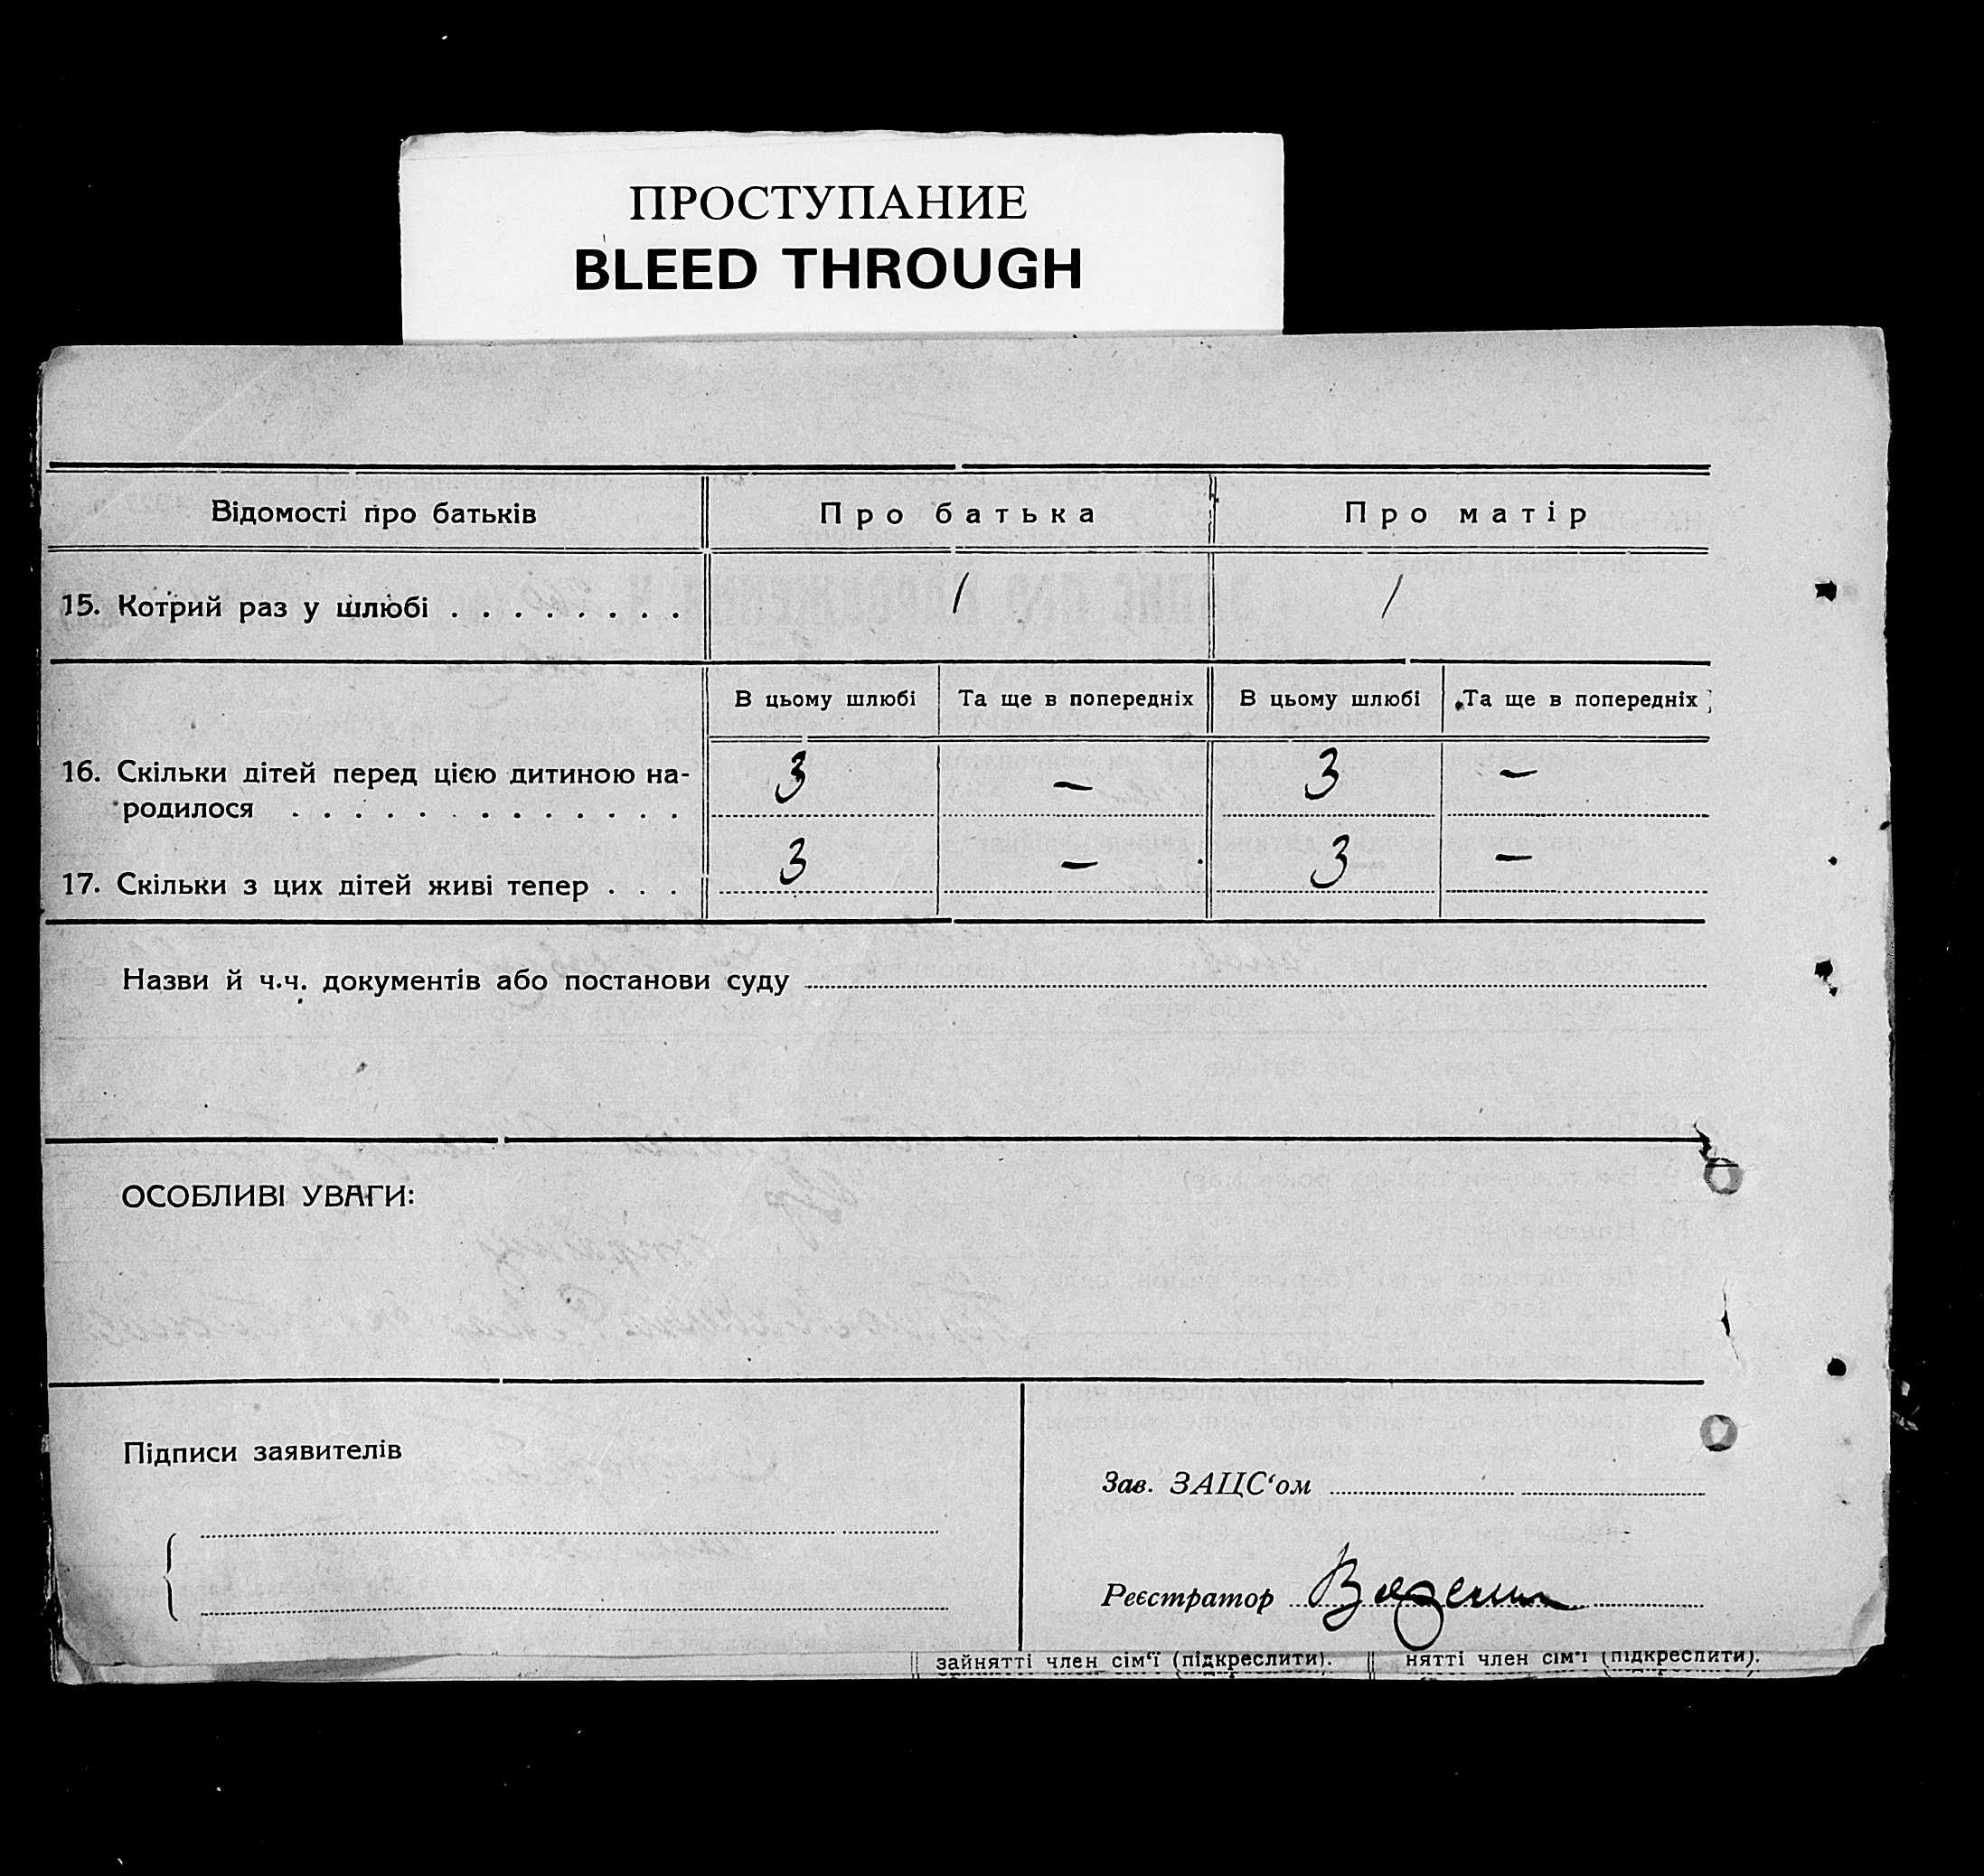 ПРОСТУПАНИЕ
BLEED THROUGH
Відомості про батьків Про батька Про матір
15. Котрий раз у шлюбі . . . . . . . . 1 1
В цьому шлюбі Та ще в попередніх В цьому шлюбі Та ще в попередніх
16. Скільки дітей перед цією дитиною на-
родилося . . . . . . . . . . . . . 3 — 3 —
17. Скільки з цих дітей живі тепер . . . 3 — 3 —
Назви й ч.ч. документів або постанови суду
ОСОБЛИВІ УВАГИ:
Підписи заявителів
Зав. ЗАЦС‘ом
Реєстратор
зайнятті член сім‘ї (підкреслити). нятті член сім‘ї (підкреслити).